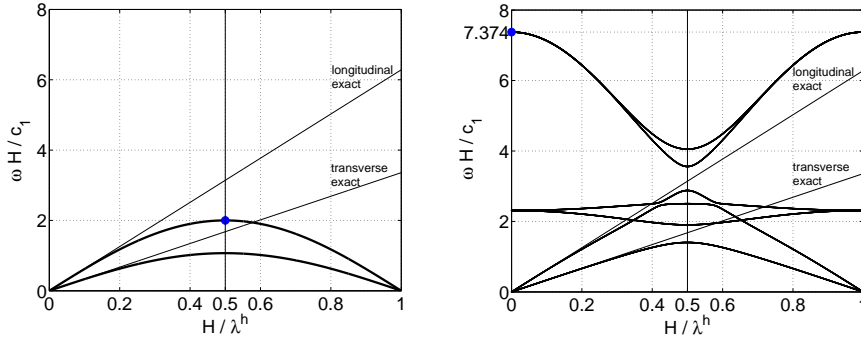 8
6
4
2
0
ω H / c₁
longitudinal
exact
transverse
exact
0
0.2
0.4
0.5
0.6
0.8
1
H / λʰ
8
7.374
6
4
2
0
ω H / c₁
longitudinal
exact
transverse
exact
0
0.2
0.4
0.5
0.6
0.8
1
H / λʰ